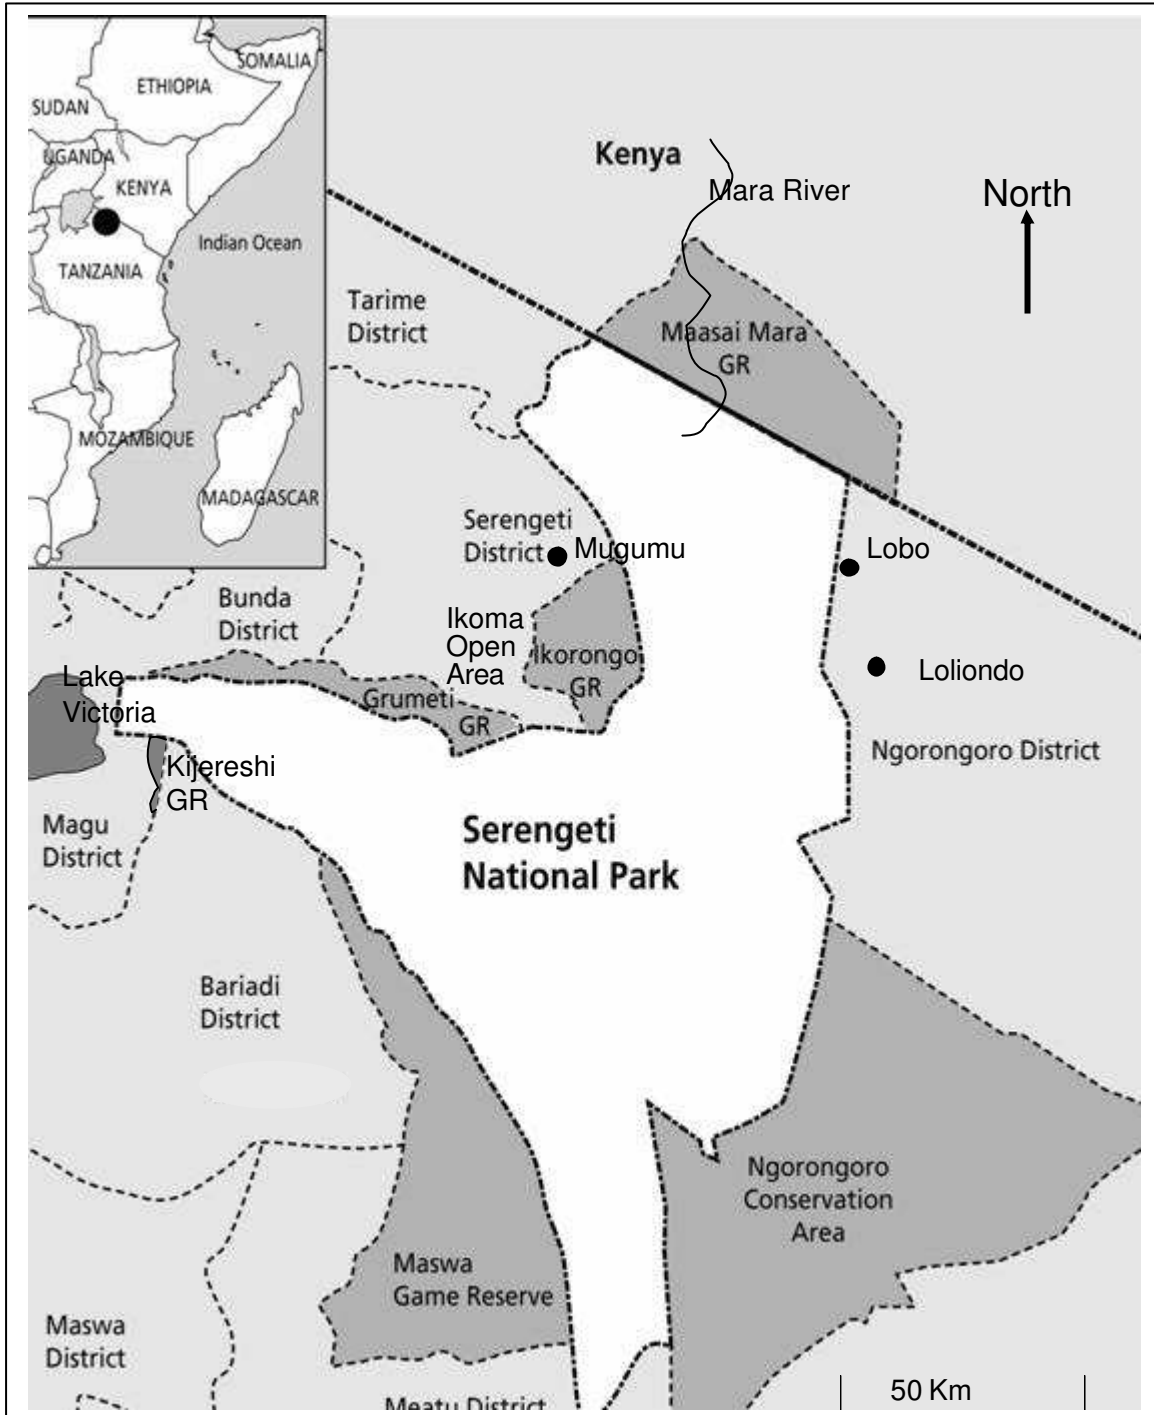 SOMALIA
ETHIOPIA
SUDAN
UGANDA
KENYA
Indian Ocean
TANZANIA
MOZAMBIQUE
MADAGASCAR
Kenya
Mara River
North
Tarime
District
Maasai Mara
GR
Serengeti
District
Mugumu
Lobo
Bunda
District
Ikoma
Open
Area
Ikorongo
GR
Loliondo
Lake
Victoria
Grumeti
GR
Ngorongoro District
Kijereshi
GR
Magu
District
Serengeti
National Park
Bariadi
District
Ngorongoro
Conservation
Area
Maswa
Game Reserve
Maswa
District
Meatu District
50 Km